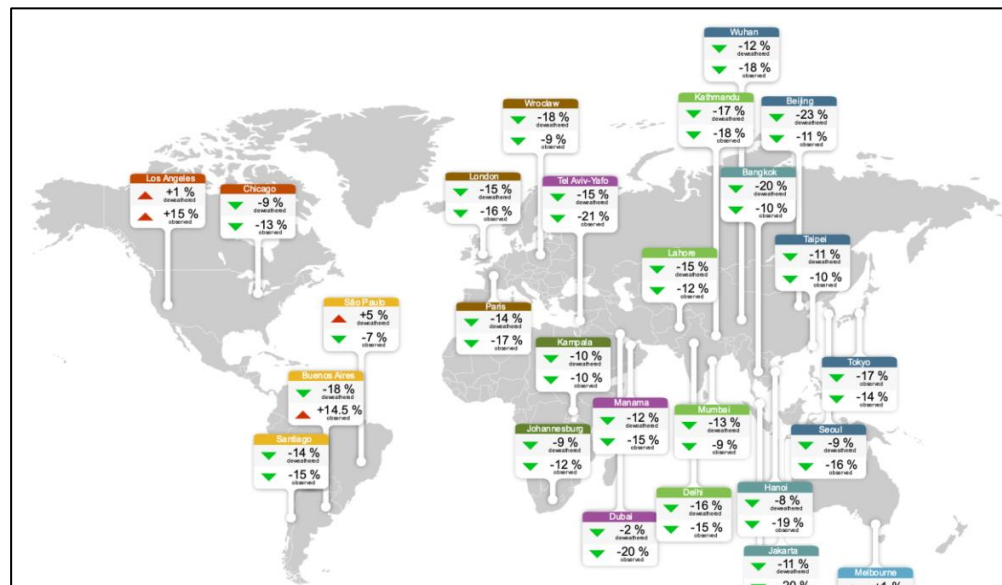 Wuhan
-12 %
deweathered
-18 %
observed
Kathmandu
-17 %
deweathered
-18 %
observed
Beijing
-23 %
deweathered
-11 %
observed
Wroclaw
-18 %
deweathered
-9 %
observed
Los Angeles
+1 %
deweathered
+15 %
observed
Chicago
-9 %
deweathered
-13 %
observed
London
-15 %
deweathered
-16 %
observed
Tel Aviv-Yafo
-15 %
deweathered
-21 %
observed
Bangkok
-20 %
deweathered
-10 %
observed
Taipei
-11 %
deweathered
-10 %
observed
Lahore
-15 %
deweathered
-12 %
observed
São Paulo
+5 %
deweathered
-7 %
observed
Paris
-14 %
deweathered
-17 %
observed
Kampala
-10 %
deweathered
-10 %
observed
Tokyo
-17 %
deweathered
-14 %
observed
Buenos Aires
-18 %
deweathered
+14.5 %
observed
Manama
-12 %
deweathered
-15 %
observed
Mumbai
-13 %
deweathered
-9 %
observed
Santiago
-14 %
deweathered
-15 %
observed
Johannesburg
-9 %
deweathered
-12 %
observed
Seoul
-9 %
deweathered
-16 %
observed
Delhi
-16 %
deweathered
-15 %
observed
Hanoi
-8 %
deweathered
-19 %
observed
Dubai
-2 %
deweathered
-20 %
observed
Jakarta
-11 %
deweathered
Melbourne